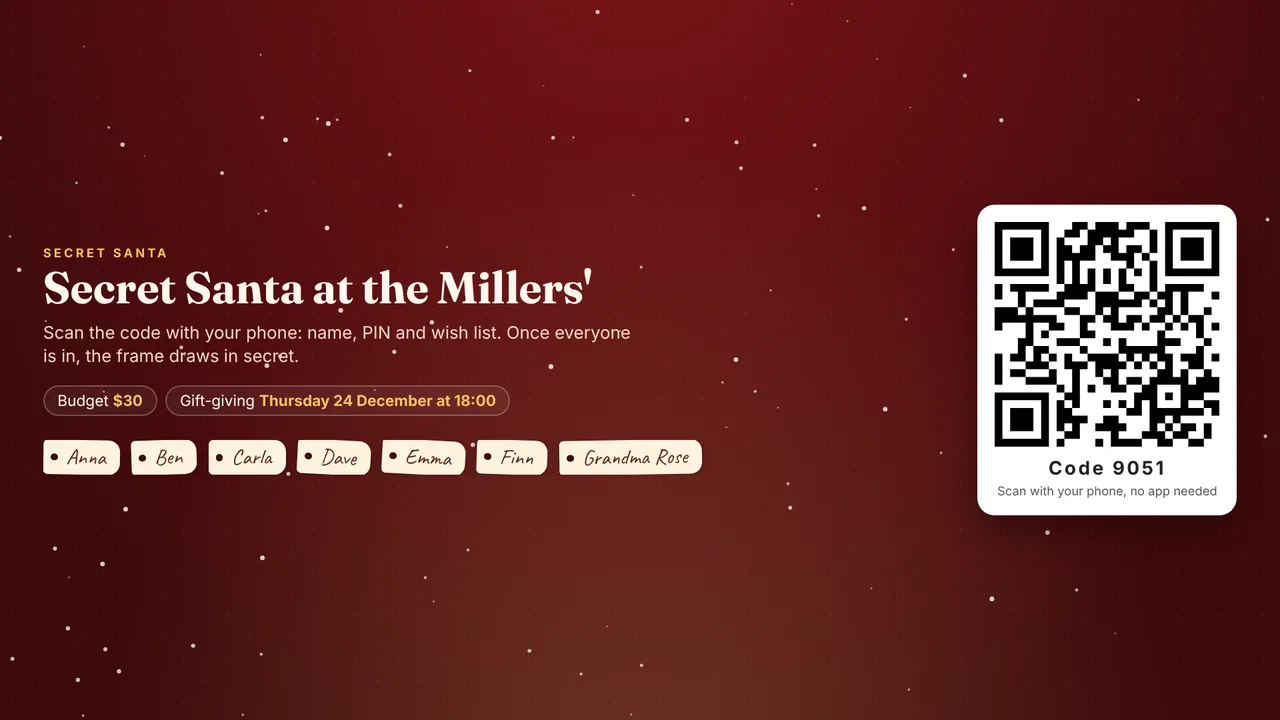 SECRET SANTA
Secret Santa at the Millers'
Scan the code with your phone: name, PIN and wish list. Once everyone
is in, the frame draws in secret.
Budget $30
Gift-giving Thursday 24 December at 18:00
Anna
Ben
Carla
Dave
Emma
Finn
Grandma Rose
Code 9051
Scan with your phone, no app needed